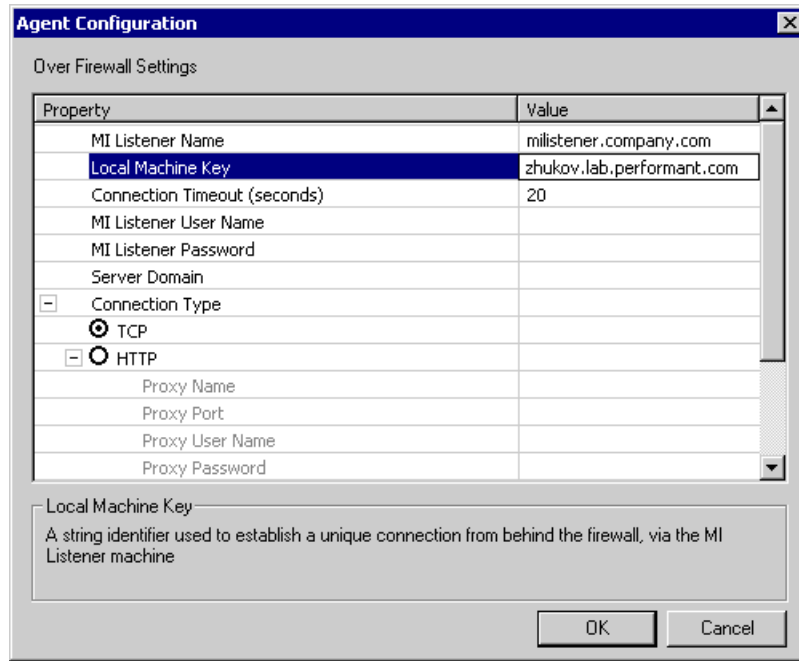 Agent Configuration
Over Firewall Settings
Property Value
MI Listener Name milistener.company.com
Local Machine Key zhukov.lab.performant.com
Connection Timeout (seconds) 20
MI Listener User Name
MI Listener Password
Server Domain
Connection Type
TCP
HTTP
Proxy Name
Proxy Port
Proxy User Name
Proxy Password
Local Machine Key
A string identifier used to establish a unique connection from behind the firewall, via the MI
Listener machine
OK Cancel